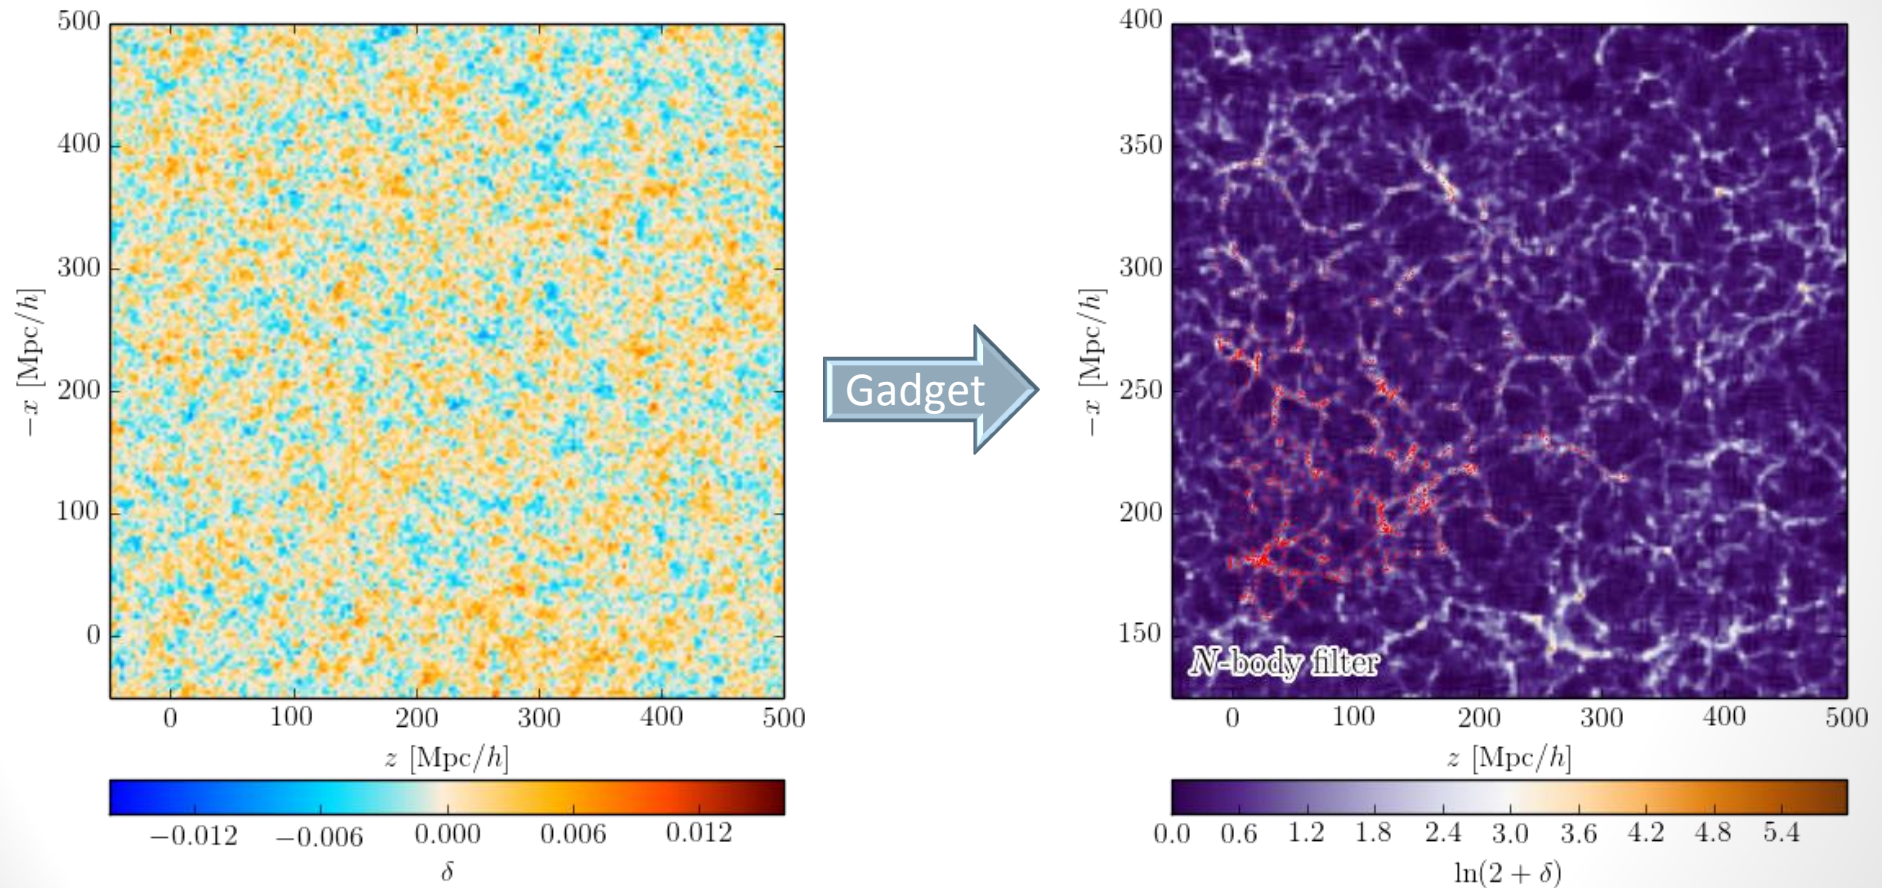 500
400
300
200
100
0
−x [Mpc/h]
0 100 200 300 400 500
z [Mpc/h]
−0.012 −0.006 0.000 0.006 0.012
δ
Gadget
400
350
300
250
200
150
−x [Mpc/h]
N-body filter
0 100 200 300 400 500
z [Mpc/h]
0.0 0.6 1.2 1.8 2.4 3.0 3.6 4.2 4.8 5.4
ln(2 + δ)